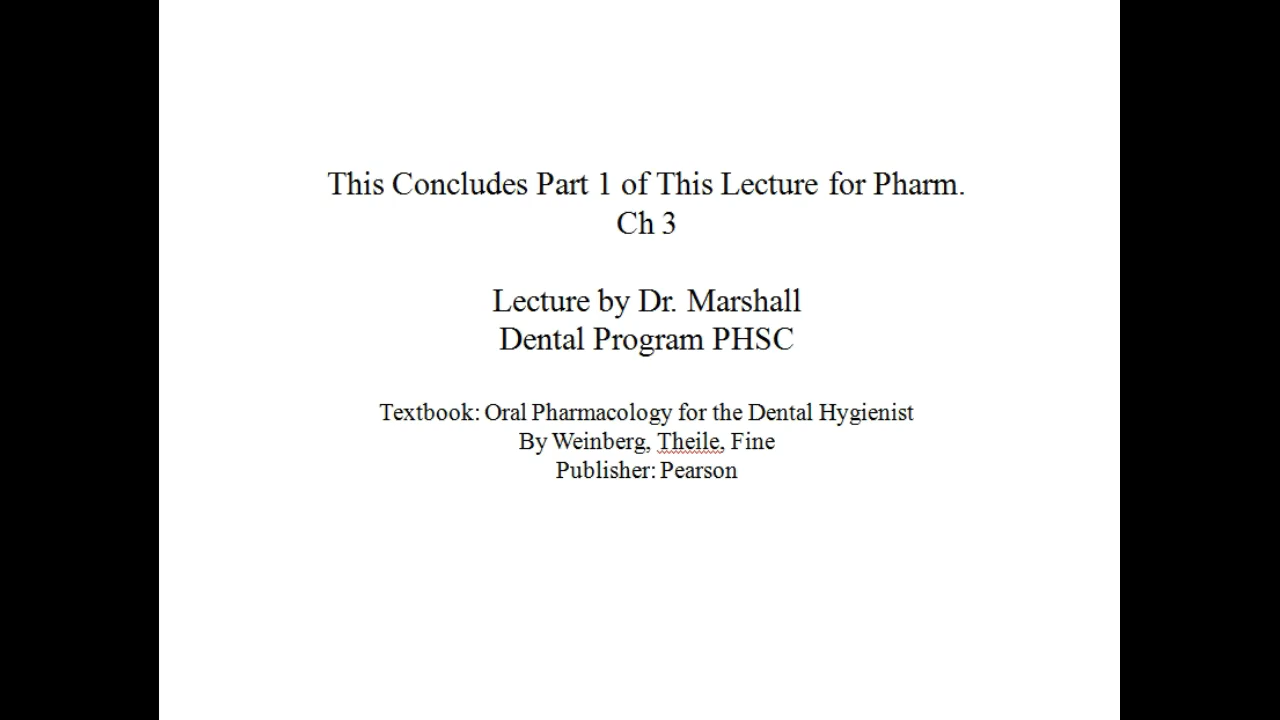 This Concludes Part 1 of This Lecture for Pharm.
Ch 3
Lecture by Dr. Marshall
Dental Program PHSC
Textbook: Oral Pharmacology for the Dental Hygienist
By Weinberg, Theile, Fine
Publisher: Pearson